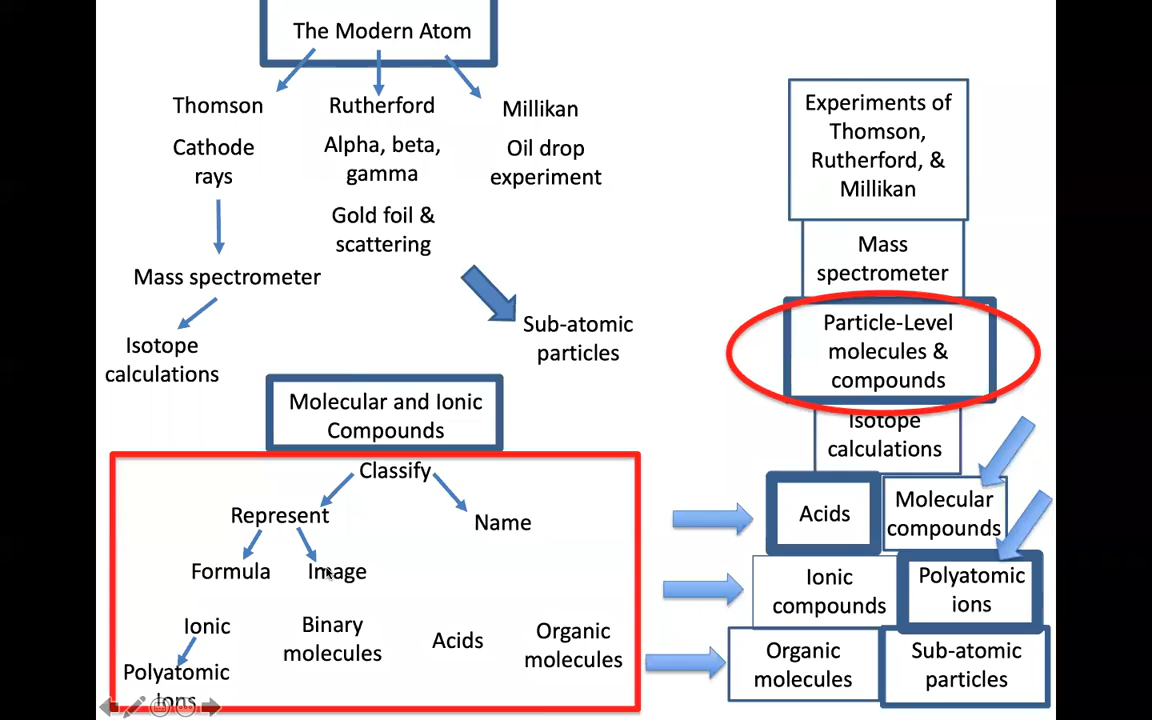 The Modern Atom
Thomson
Rutherford
Millikan
Cathode
rays
Alpha, beta,
gamma
Oil drop
experiment
Gold foil &
scattering
Mass spectrometer
Sub-atomic
particles
Isotope
calculations
Molecular and Ionic
Compounds
Classify
Represent
Name
Formula
Image
Ionic
Binary
molecules
Acids
Organic
molecules
Polyatomic
Ions
Experiments of
Thomson,
Rutherford, &
Millikan
Mass
spectrometer
Particle-Level
molecules &
compounds
Isotope
calculations
Acids
Molecular
compounds
Ionic
compounds
Polyatomic
ions
Organic
molecules
Sub-atomic
particles